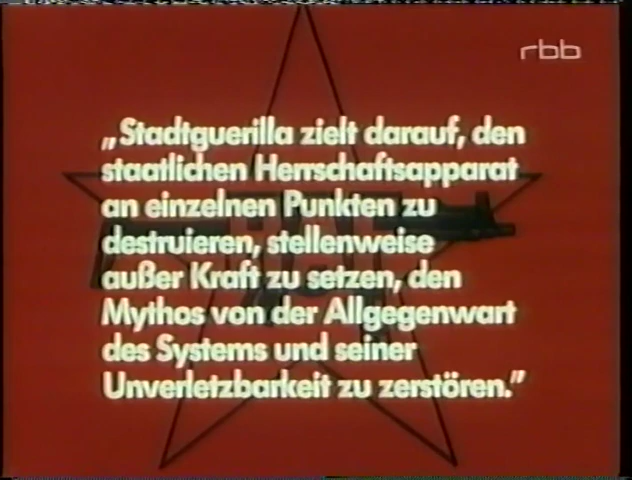 rbb
„Stadtguerilla zielt darauf, den
staatlichen Herrschaftsapparat
an einzelnen Punkten zu
destruieren, stellenweise
außer Kraft zu setzen, den
Mythos von der Allgegenwart
des Systems und seiner
Unverletzbarkeit zu zerstören.”